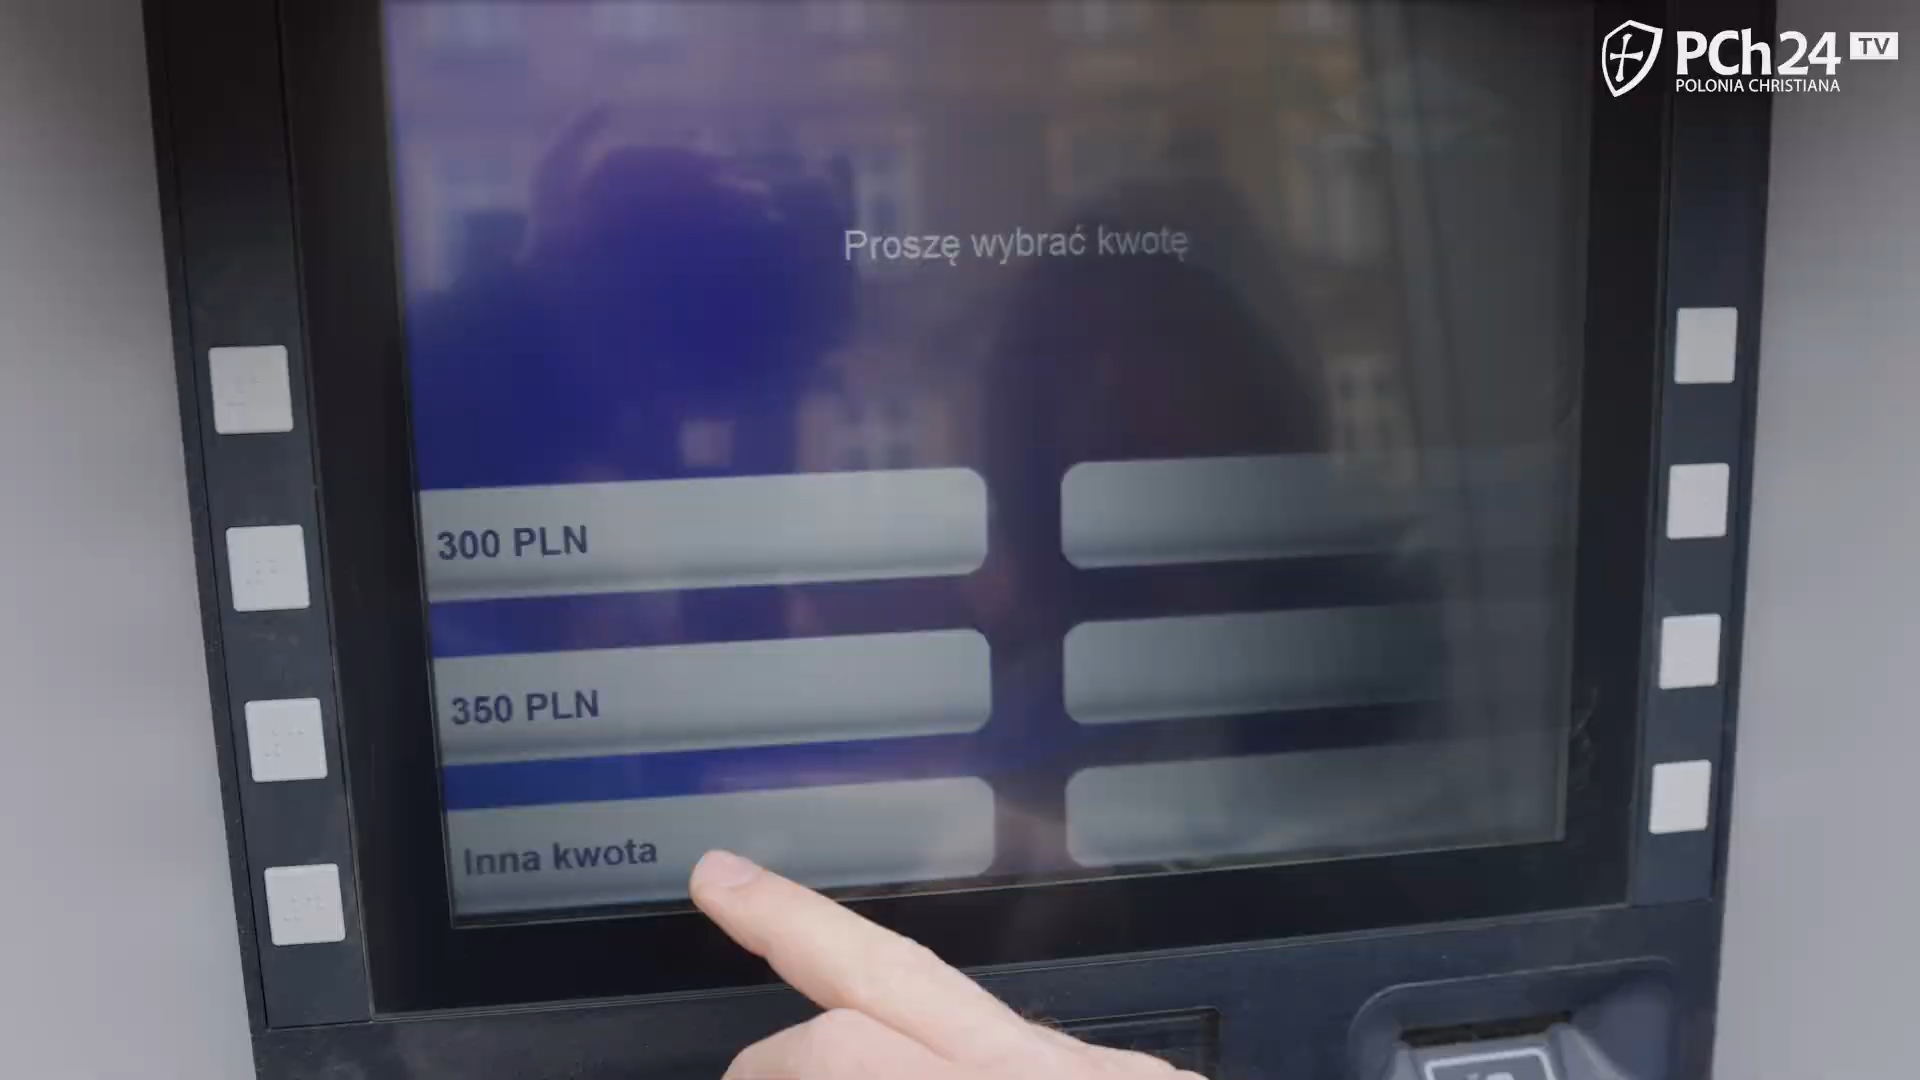 PCh24 TV
POLONIA CHRISTIANA
Proszę wybrać kwotę
300 PLN
350 PLN
Inna kwota